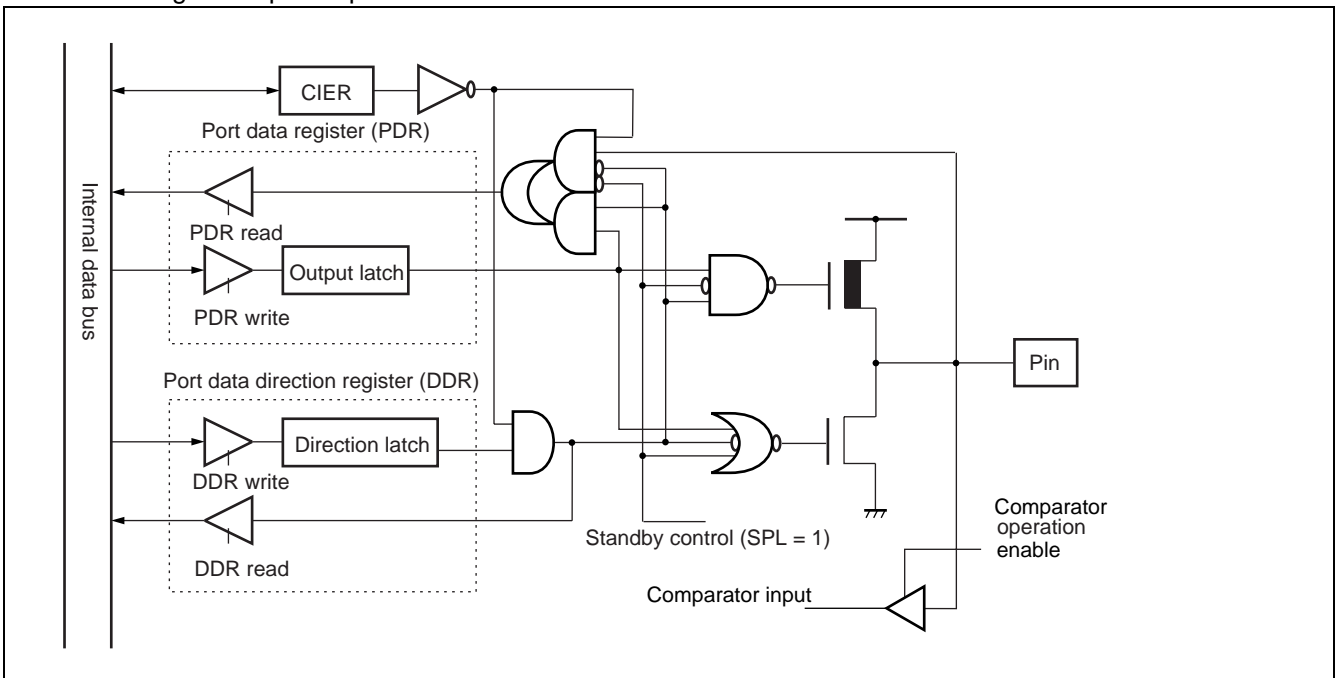 CIER
Port data register (PDR)
Internal data bus
PDR read
Output latch
PDR write
Pin
Port data direction register (DDR)
Direction latch
DDR write
Standby control (SPL = 1)
Comparator
operation
enable
DDR read
Comparator input